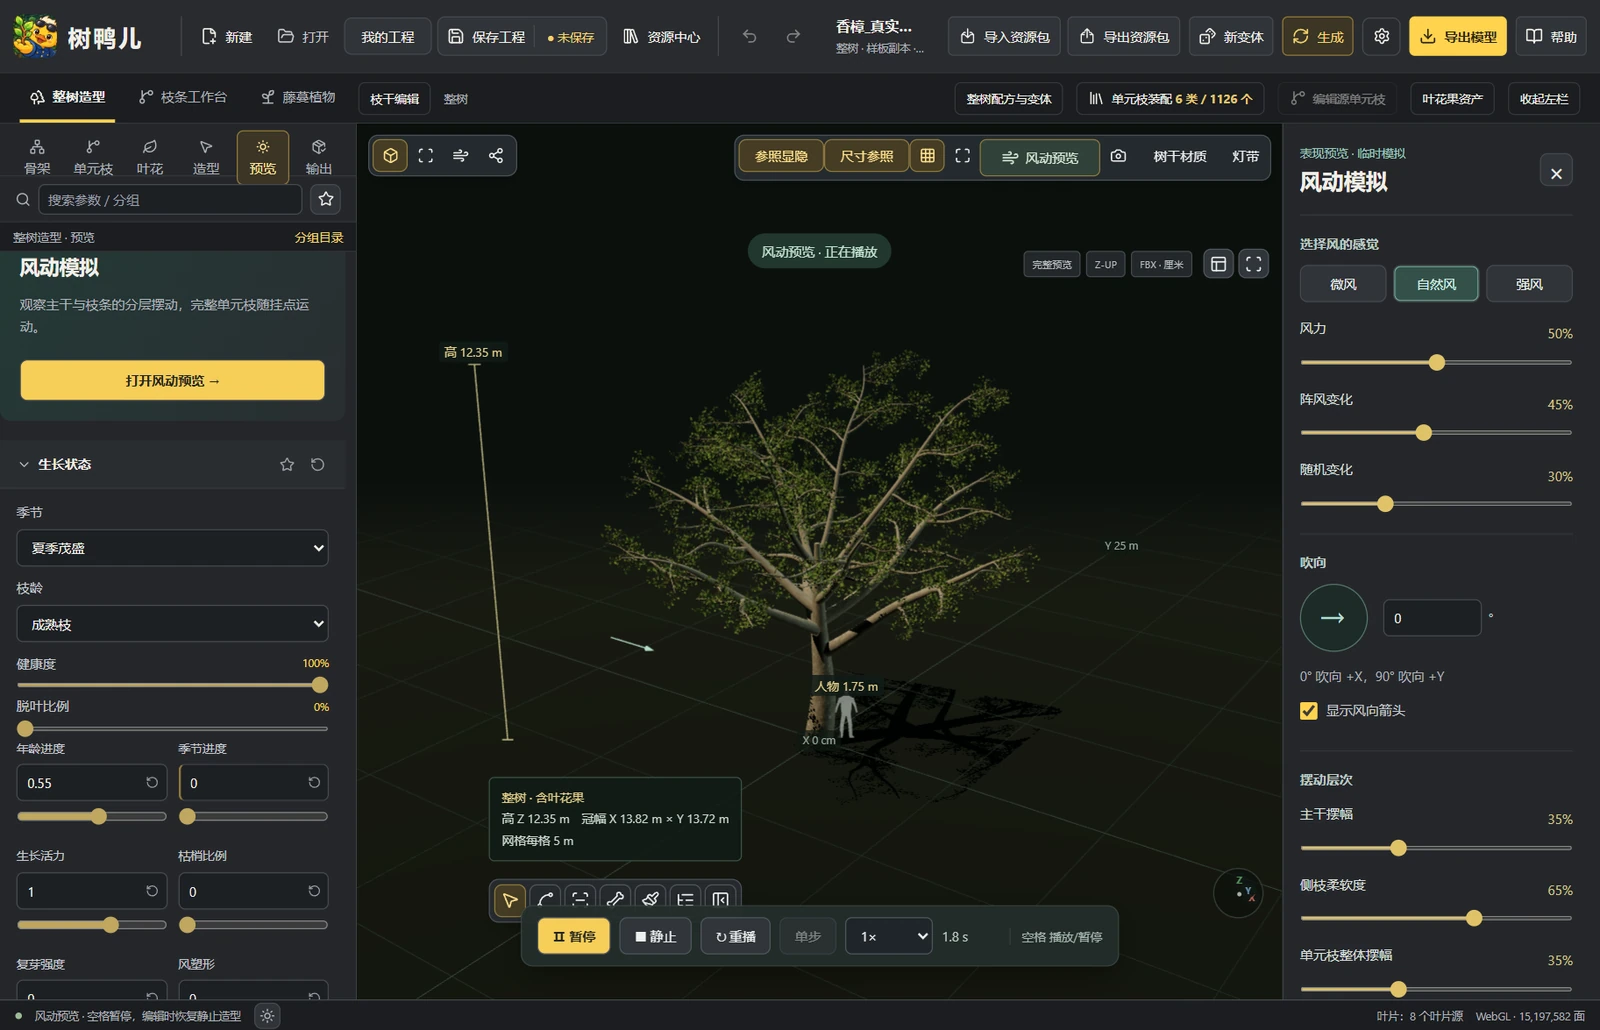 树鸭儿
新建
打开
我的工程
保存工程
● 未保存
资源中心
香樟_真实...
整树 · 样板副本 · ...
导入资源包
导出资源包
新变体
生成
导出模型
帮助
整树造型
枝条工作台
藤蔓植物
枝干编辑
整树
整树配方与变体
单元枝装配 6 类 / 1126 个
编辑源单元枝
叶花果资产
收起左栏
骨架
单元枝
叶花
造型
预览
输出
搜索参数 / 分组
整树造型 · 预览
分组目录
风动模拟
观察主干与枝条的分层摆动，完整单元枝随挂点运
动。
打开风动预览 →
生长状态
季节
夏季茂盛
枝龄
成熟枝
健康度
100%
脱叶比例
0%
年龄进度
季节进度
0.55
0
生长活力
枯梢比例
1
0
复芽强度
风塑形
0
0
参照显隐
尺寸参照
风动预览
树干材质
灯带
风动预览 · 正在播放
完整预览
Z-UP
FBX · 厘米
高 12.35 m
Y 25 m
人物 1.75 m
X 0 cm
整树 · 含叶花果
高 Z 12.35 m 冠幅 X 13.82 m × Y 13.72 m
网格每格 5 m
Z
Y
X
暂停
静止
重播
单步
1×
1.8 s
空格 播放/暂停
表现预览 · 临时模拟
风动模拟
选择风的感觉
微风
自然风
强风
风力
50%
阵风变化
45%
随机变化
30%
吹向
0
°
0° 吹向 +X，90° 吹向 +Y
显示风向箭头
摆动层次
主干摆幅
35%
侧枝柔软度
65%
单元枝整体摆幅
35%
风动预览 · 空格暂停，编辑时恢复静止造型
叶片：8 个叶片源
WebGL · 15,197,582 面